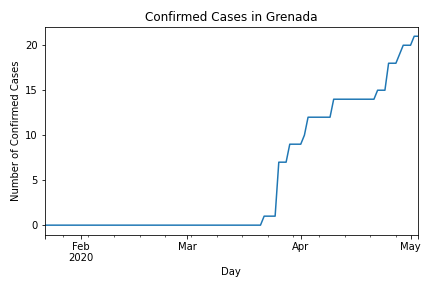 Confirmed Cases in Grenada
Number of Confirmed Cases
20
15
10
5
0
Feb
2020
Mar
Apr
May
Day